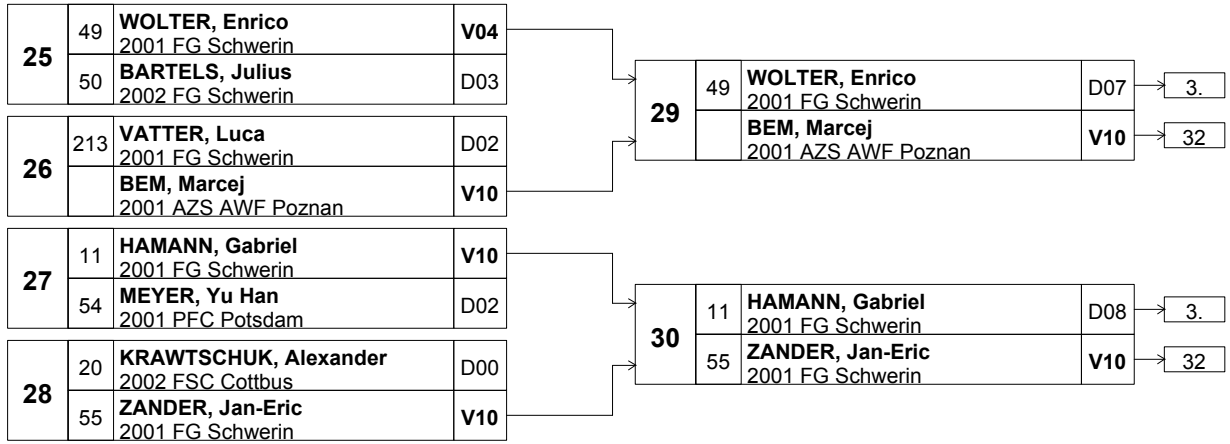 25
49 WOLTER, Enrico V04
2001 FG Schwerin
50 BARTELS, Julius D03
2002 FG Schwerin
26
213 VATTER, Luca D02
2001 FG Schwerin
BEM, Marcej V10
2001 AZS AWF Poznan
27
11 HAMANN, Gabriel V10
2001 FG Schwerin
54 MEYER, Yu Han D02
2001 PFC Potsdam
28
20 KRAWTSCHUK, Alexander D00
2002 FSC Cottbus
55 ZANDER, Jan-Eric V10
2001 FG Schwerin
29
49 WOLTER, Enrico D07 3.
2001 FG Schwerin
BEM, Marcej V10 32
2001 AZS AWF Poznan
30
11 HAMANN, Gabriel D08 3.
2001 FG Schwerin
55 ZANDER, Jan-Eric V10 32
2001 FG Schwerin